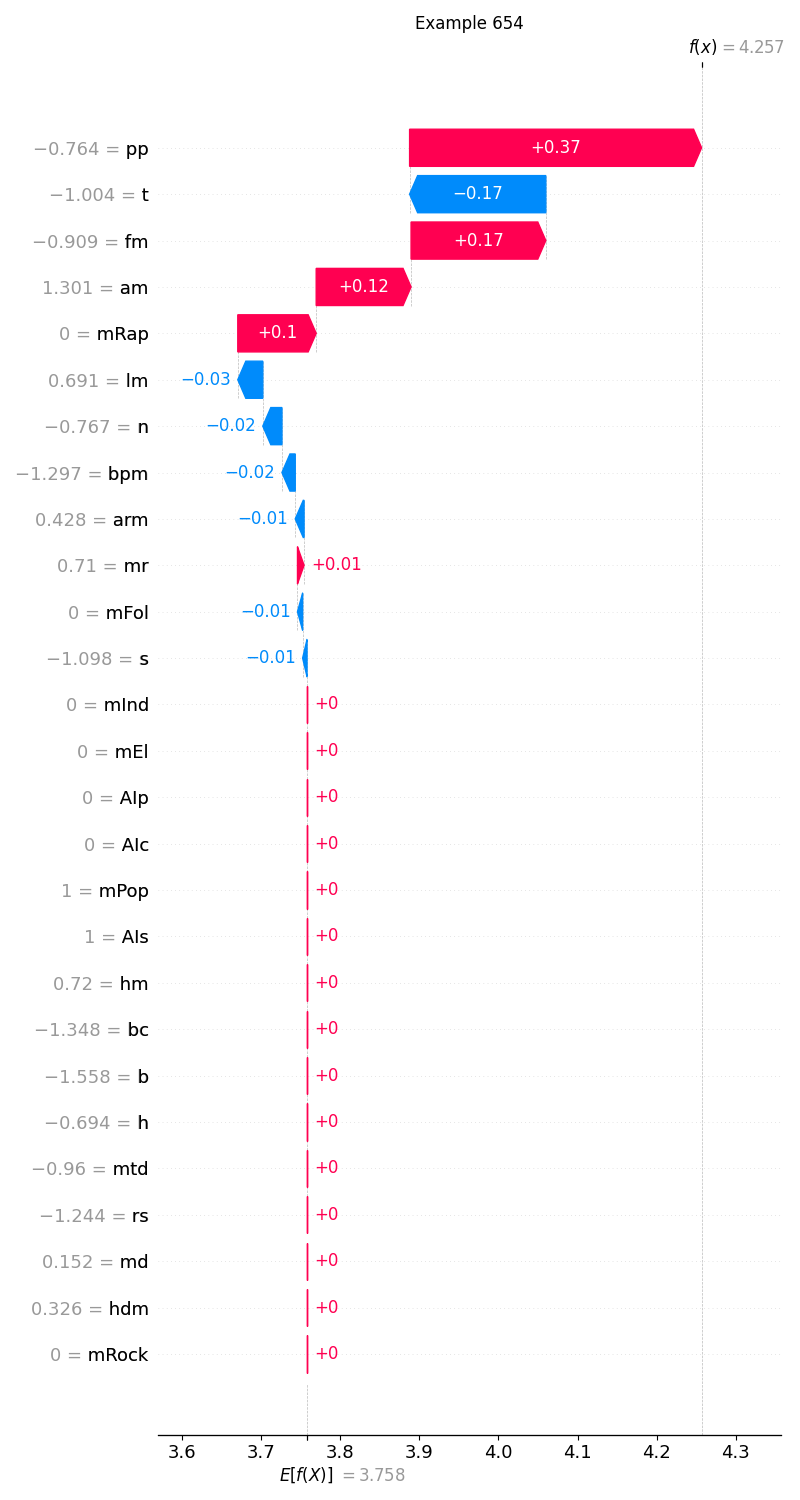 Example 654
f(x) = 4.257
−0.764 = pp +0.37
−1.004 = t −0.17
−0.909 = fm +0.17
1.301 = am +0.12
0 = mRap +0.1
0.691 = lm −0.03
−0.767 = n −0.02
−1.297 = bpm −0.02
0.428 = arm −0.01
0.71 = mr +0.01
0 = mFol −0.01
−1.098 = s −0.01
0 = mInd +0
0 = mEl +0
0 = AIp +0
0 = AIc +0
1 = mPop +0
1 = AIs +0
0.72 = hm +0
−1.348 = bc +0
−1.558 = b +0
−0.694 = h +0
−0.96 = mtd +0
−1.244 = rs +0
0.152 = md +0
0.326 = hdm +0
0 = mRock +0
3.6 3.7 3.8 3.9 4.0 4.1 4.2 4.3
E[f(X)] = 3.758